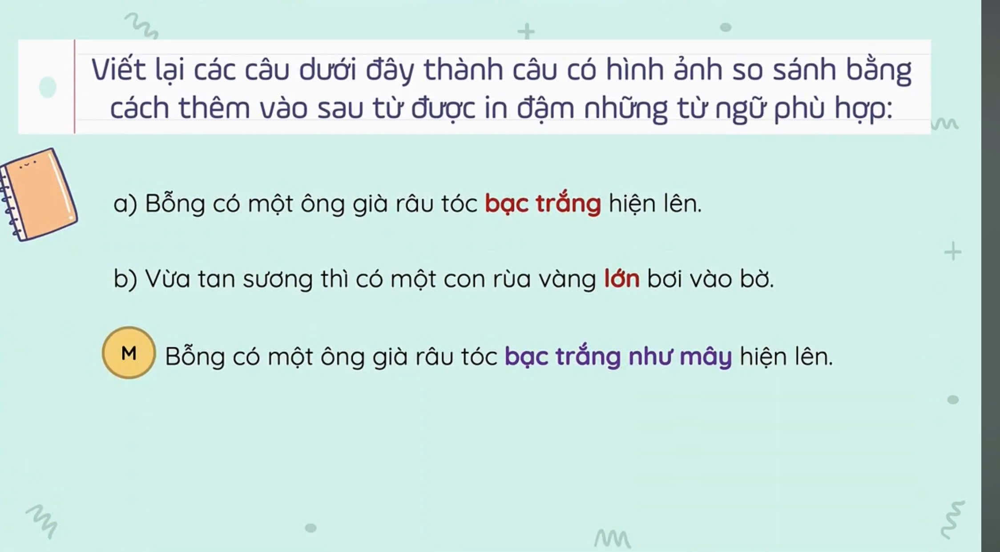 Viết lại các câu dưới đây thành câu có hình ảnh so sánh bằng
cách thêm vào sau từ được in đậm những từ ngữ phù hợp:
a) Bỗng có một ông già râu tóc bạc trắng hiện lên.
b) Vừa tan sương thì có một con rùa vàng lớn bơi vào bờ.
M Bỗng có một ông già râu tóc bạc trắng như mây hiện lên.